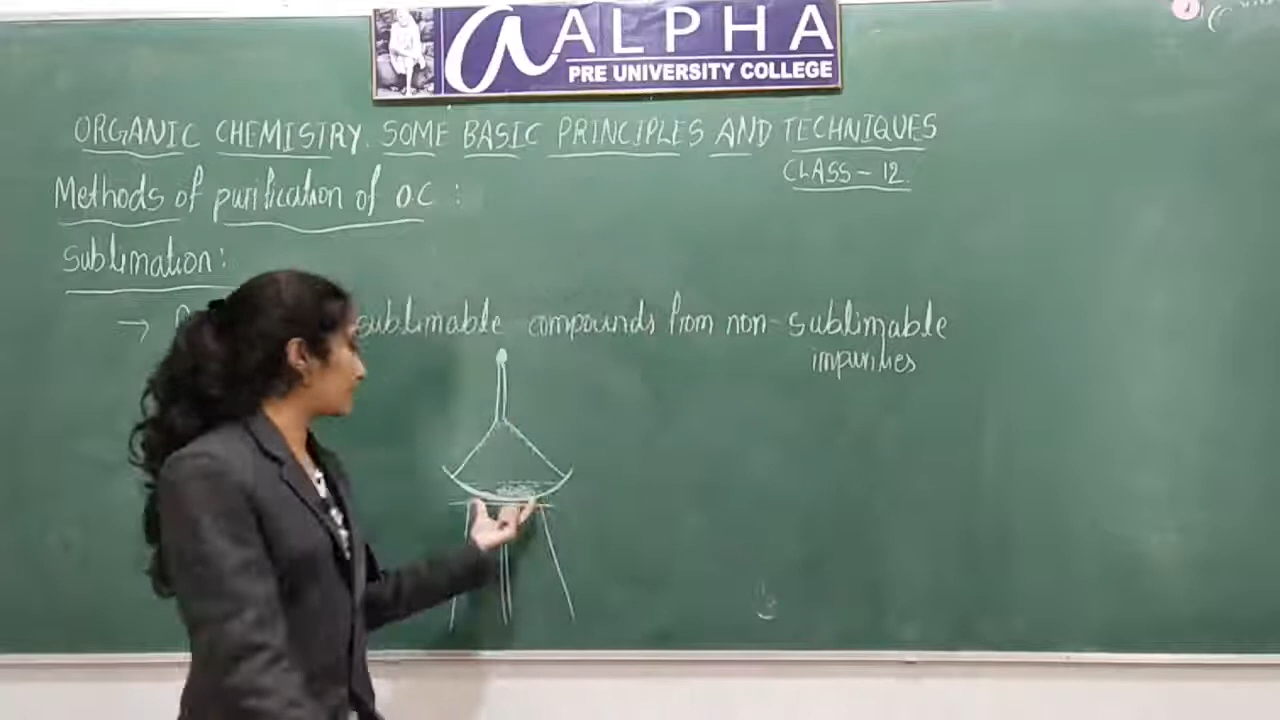 a ALPHA
PRE UNIVERSITY COLLEGE
ORGANIC CHEMISTRY. SOME BASIC PRINCIPLES AND TECHNIQUES
CLASS - 12
Methods of purification of OC :
Sublimation:
→ sublimable compounds from non-sublimable
impurities